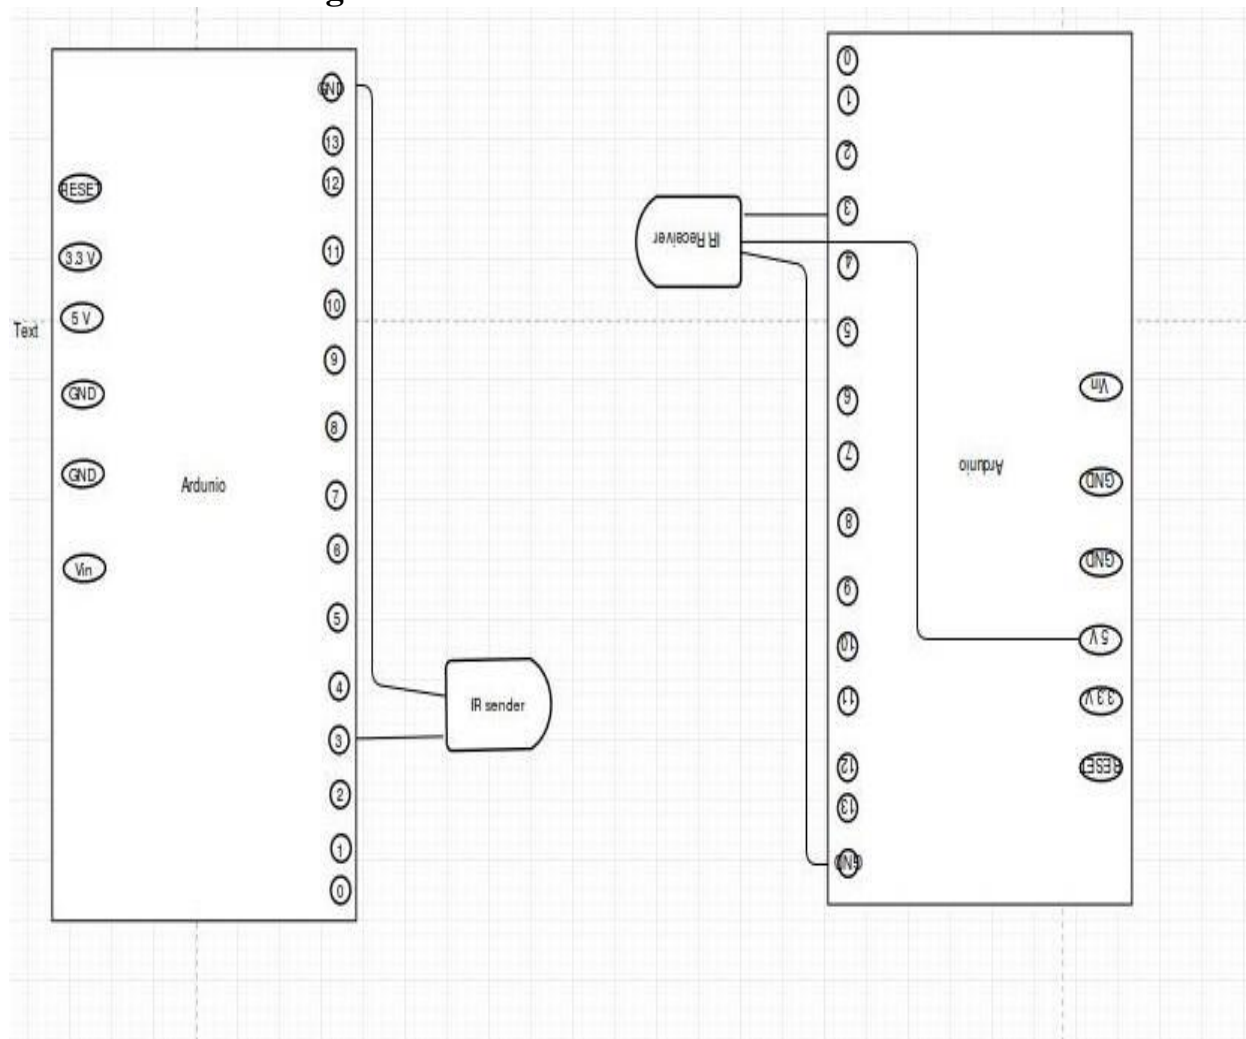 GND
13
12
RESET
11
3.3 V
10
5 V
Text
9
GND
8
GND
Ardunio
7
6
Vin
5
4
IR sender
3
2
1
0
0
1
2
3
IR Receiver
4
5
Vin
6
7
Ardunio
GND
8
GND
9
5 V
10
3.3 V
11
RESET
12
13
GND